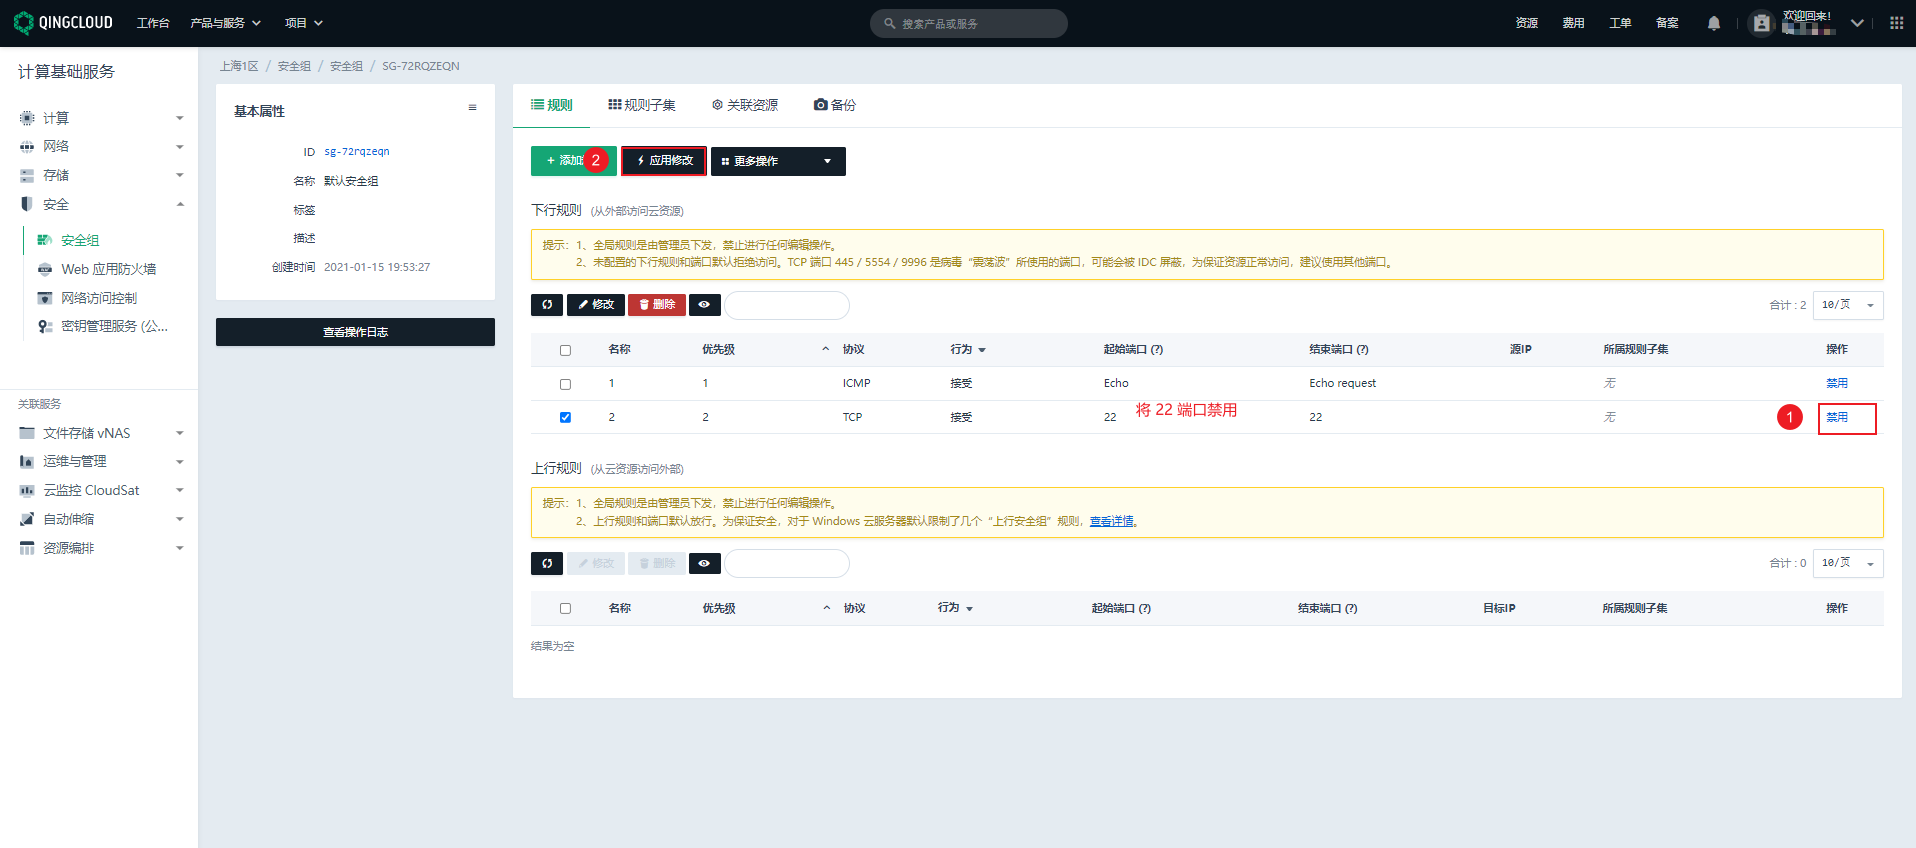 QINGCLOUD 工作台 产品与服务 项目 搜索产品或服务 资源 费用 工单 备案 欢迎回来！
计算基础服务
计算
网络
存储
安全
安全组
Web 应用防火墙
网络访问控制
密钥管理服务 (公...
关联服务
文件存储 vNAS
运维与管理
云监控 CloudSat
自动伸缩
资源编排
上海1区 / 安全组 / 安全组 / SG-72RQZEQN
基本属性
ID sg-72rqzeqn
名称 默认安全组
标签
描述
创建时间 2021-01-15 19:53:27
查看操作日志
规则 规则子集 关联资源 备份
+ 添加 2 应用修改 更多操作
下行规则 (从外部访问云资源)
提示： 1、全局规则是由管理员下发，禁止进行任何编辑操作。
2、未配置的下行规则和端口默认拒绝访问。TCP 端口 445 / 5554 / 9996 是病毒“震荡波”所使用的端口，可能会被 IDC 屏蔽，为保证资源正常访问，建议使用其他端口。
修改 删除 合计 : 2 10/页
名称 优先级 协议 行为 起始端口 (?) 结束端口 (?) 源IP 所属规则子集 操作
1 1 ICMP 接受 Echo Echo request 无 禁用
2 2 TCP 接受 22 将 22 端口禁用 22 无 1 禁用
上行规则 (从云资源访问外部)
提示： 1、全局规则是由管理员下发，禁止进行任何编辑操作。
2、上行规则和端口默认放行。为保证安全，对于 Windows 云服务器默认限制了几个“上行安全组”规则，查看详情。
修改 删除 合计 : 0 10/页
名称 优先级 协议 行为 起始端口 (?) 结束端口 (?) 目标IP 所属规则子集 操作
结果为空